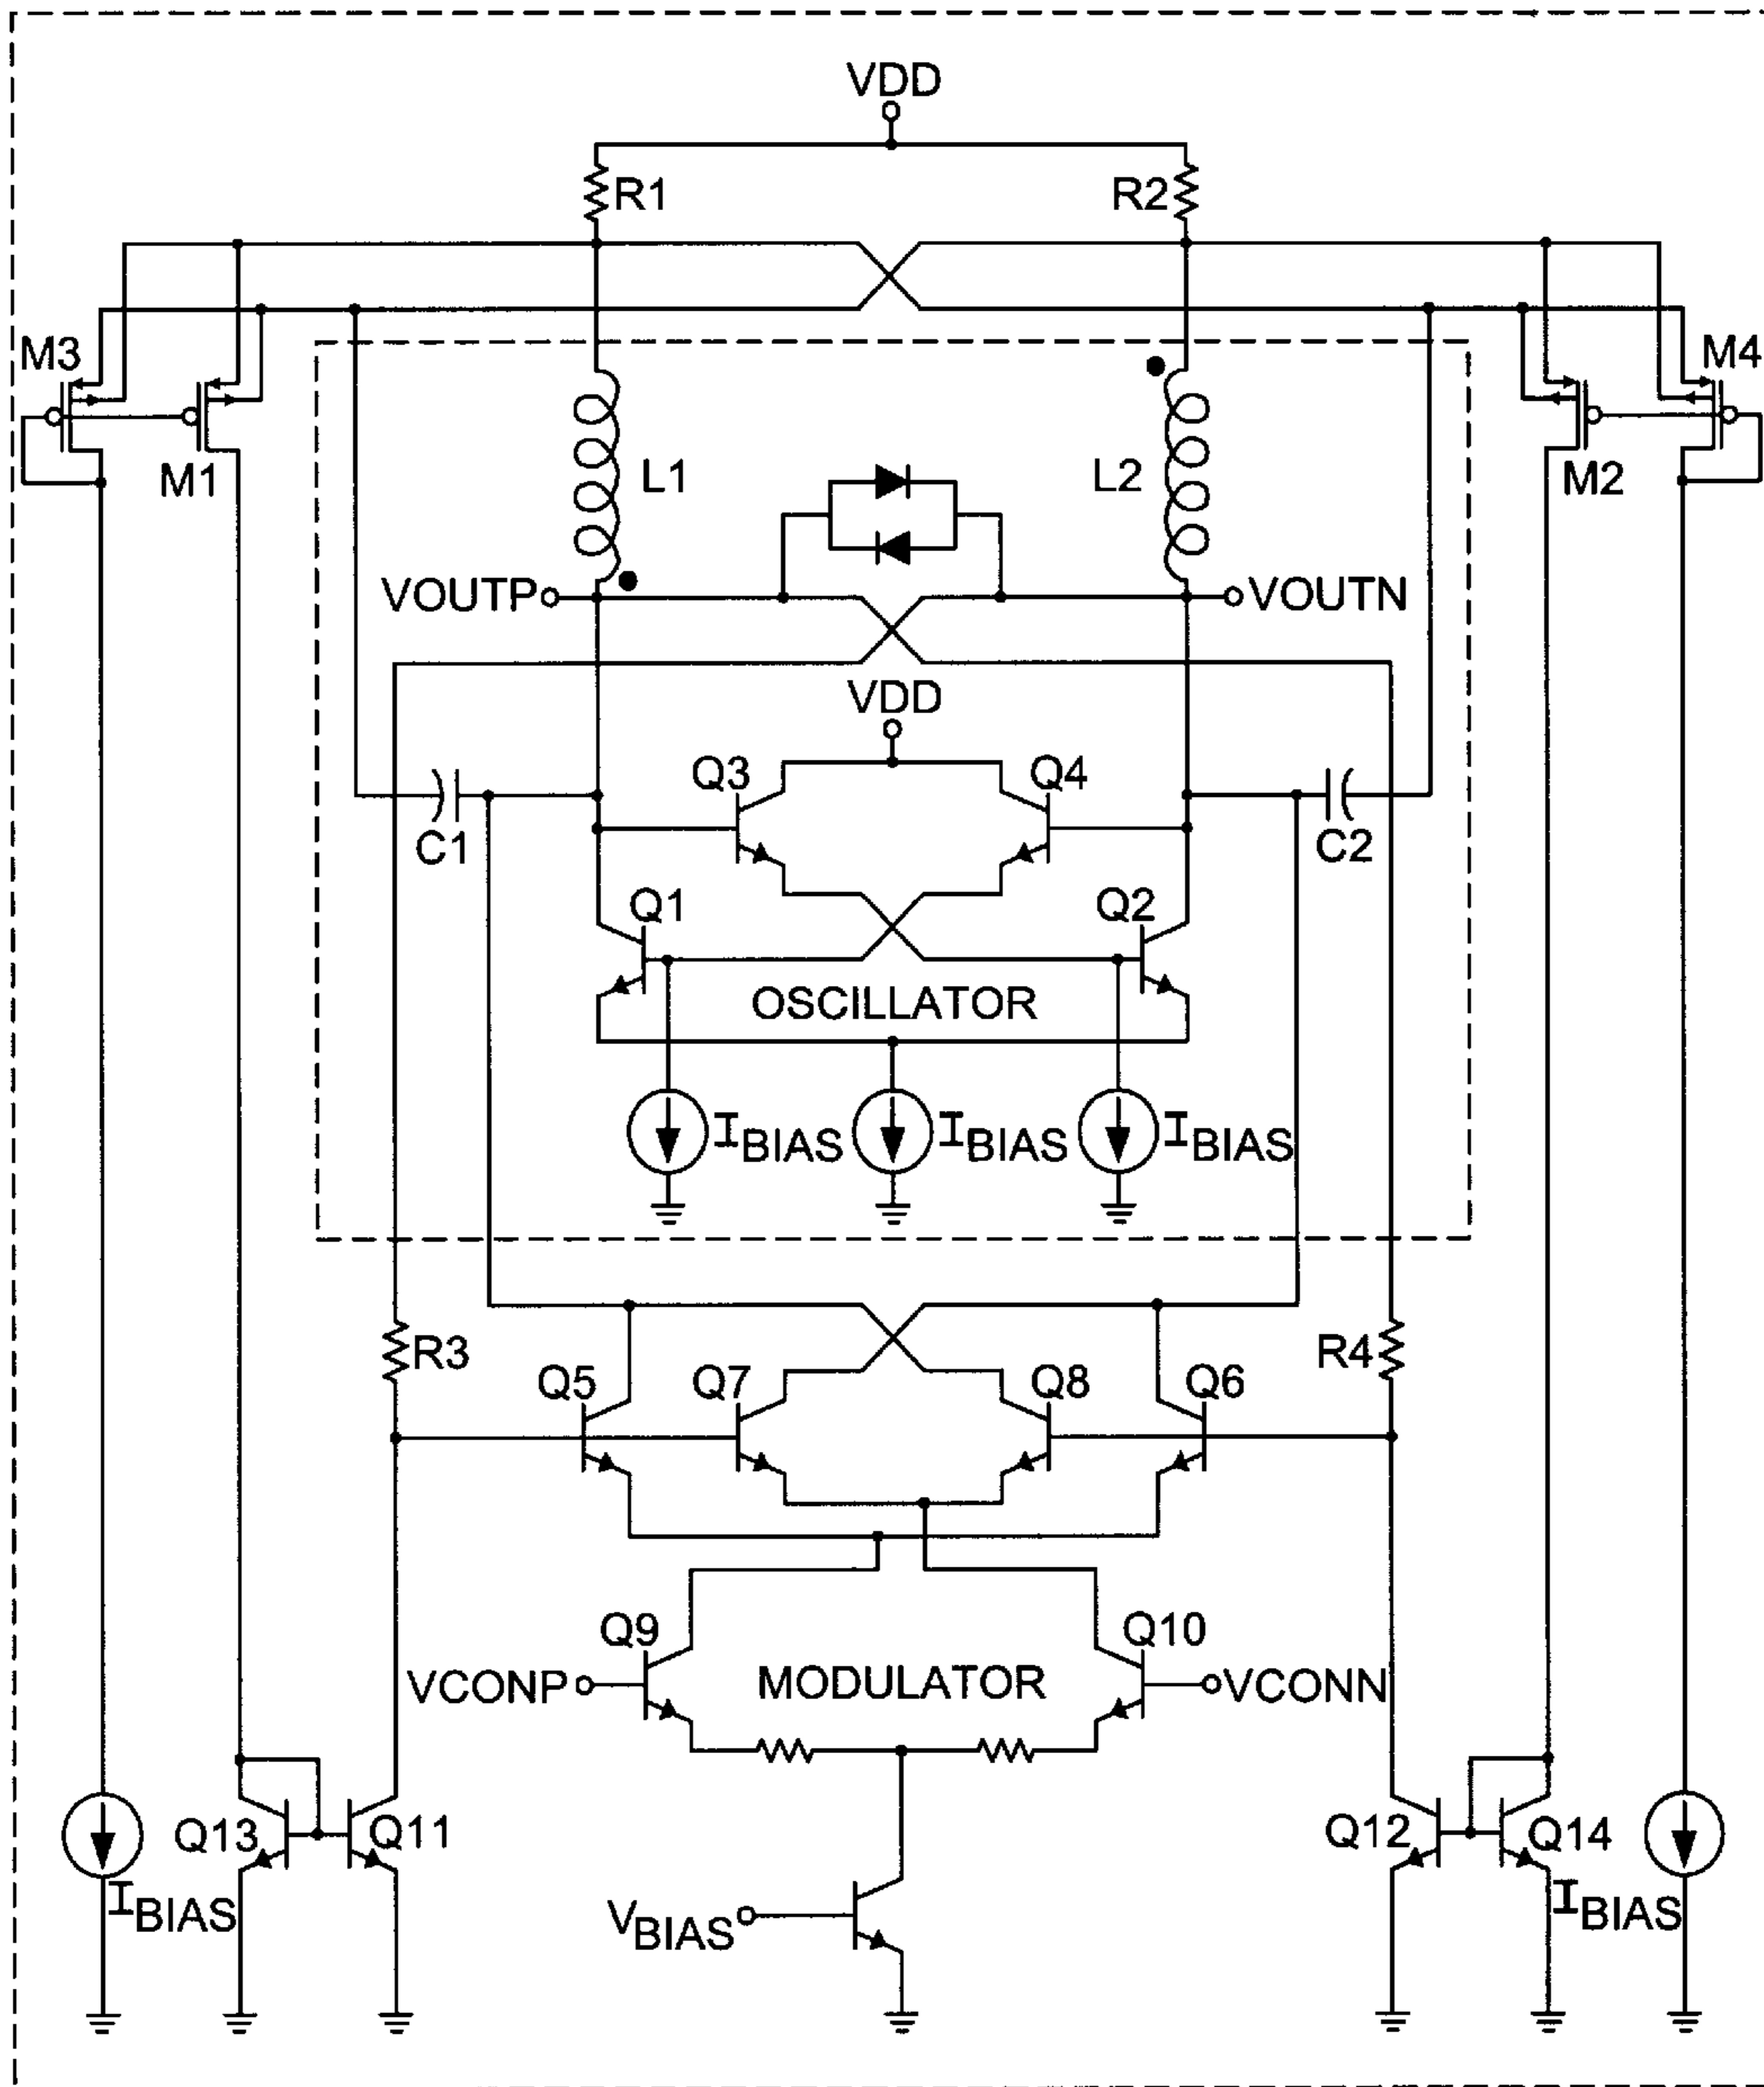 VDD
R1
R2
M3
M1
M2
M4
L1
L2
VOUTP
VOUTN
VDD
Q3
Q4
C1
C2
Q1
Q2
OSCILLATOR
IBIAS
IBIAS
IBIAS
R3
R4
Q5
Q7
Q8
Q6
Q9
Q10
VCONP
MODULATOR
VCONN
Q13
Q11
Q12
Q14
IBIAS
VBIAS
IBIAS